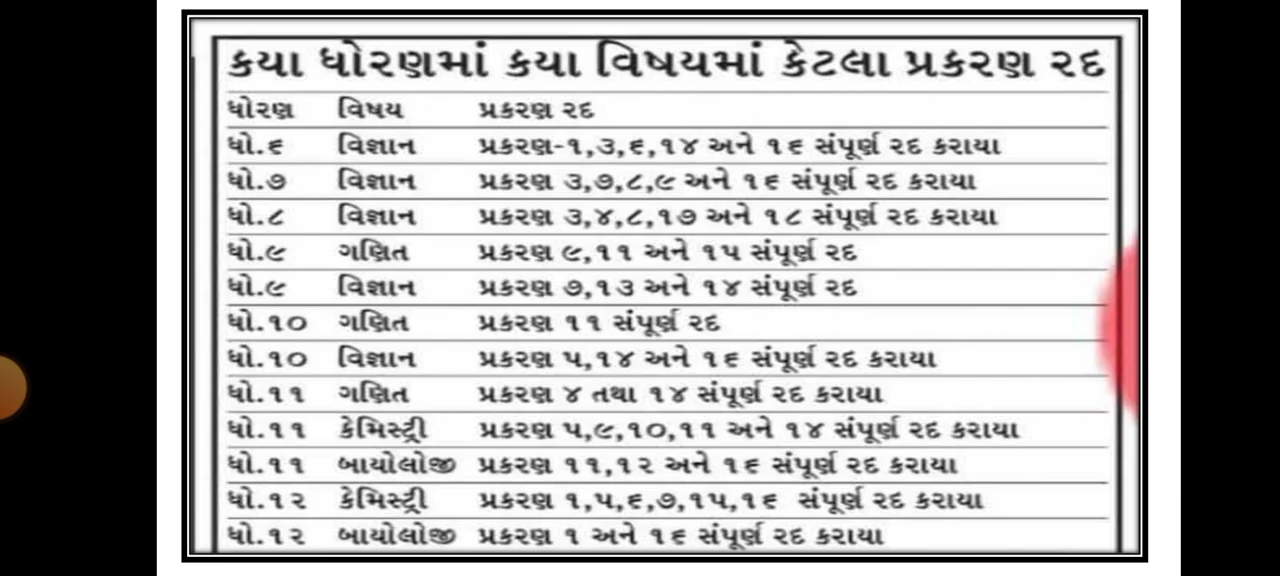 કયા ધોરણમાં કયા વિષયમાં કેટલા પ્રકરણ રદ
ધોરણ વિષય પ્રકરણ રદ
ધો.૬ વિજ્ઞાન પ્રકરણ-૧,૩,૬,૧૪ અને ૧૬ સંપૂર્ણ રદ કરાયા
ધો.૭ વિજ્ઞાન પ્રકરણ ૩,૭,૮,૯ અને ૧૬ સંપૂર્ણ રદ કરાયા
ધો.૮ વિજ્ઞાન પ્રકરણ ૩,૪,૮,૧૭ અને ૧૮ સંપૂર્ણ રદ કરાયા
ધો.૯ ગણિત પ્રકરણ ૯,૧૧ અને ૧૫ સંપૂર્ણ રદ
ધો.૯ વિજ્ઞાન પ્રકરણ ૭,૧૩ અને ૧૪ સંપૂર્ણ રદ
ધો.૧૦ ગણિત પ્રકરણ ૧૧ સંપૂર્ણ રદ
ધો.૧૦ વિજ્ઞાન પ્રકરણ ૫,૧૪ અને ૧૬ સંપૂર્ણ રદ કરાયા
ધો.૧૧ ગણિત પ્રકરણ ૪ તથા ૧૪ સંપૂર્ણ રદ કરાયા
ધો.૧૧ કેમિસ્ટ્રી પ્રકરણ ૫,૯,૧૦,૧૧ અને ૧૪ સંપૂર્ણ રદ કરાયા
ધો.૧૧ બાયોલોજી પ્રકરણ ૧૧,૧૨ અને ૧૬ સંપૂર્ણ રદ કરાયા
ધો.૧૨ કેમિસ્ટ્રી પ્રકરણ ૧,૫,૬,૭,૧૫,૧૬ સંપૂર્ણ રદ કરાયા
ધો.૧૨ બાયોલોજી પ્રકરણ ૧ અને ૧૬ સંપૂર્ણ રદ કરાયા